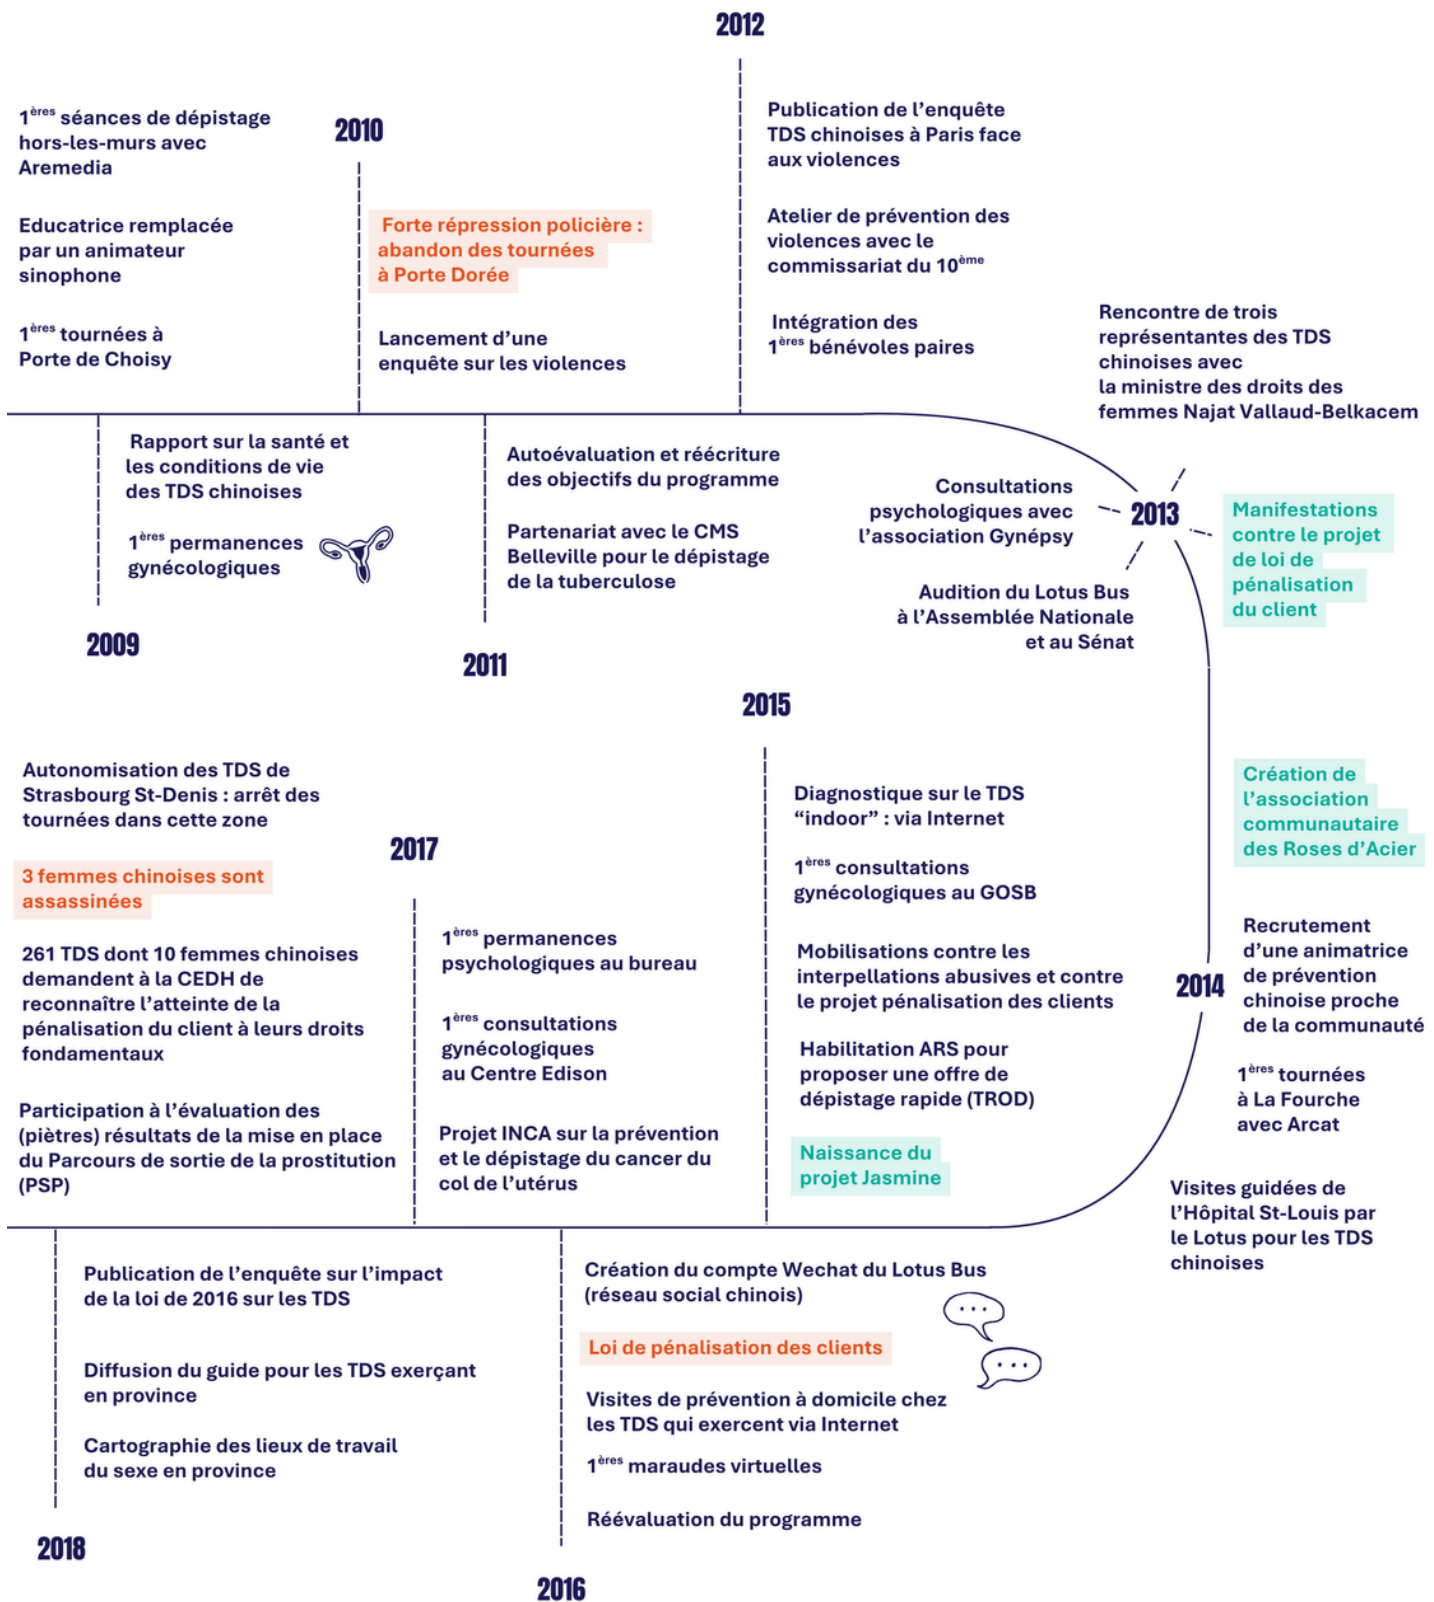 1ères séances de dépistage
hors-les-murs avec
Aremedia
Educatrice remplacée
par un animateur
sinophone
1ères tournées à
Porte de Choisy
2010
Forte répression policière :
abandon des tournées
à Porte Dorée
Lancement d’une
enquête sur les violences
2012
Publication de l’enquête
TDS chinoises à Paris face
aux violences
Atelier de prévention des
violences avec le
commissariat du 10ème
Intégration des
1ères bénévoles paires
Rapport sur la santé et
les conditions de vie
des TDS chinoises
1ères permanences
gynécologiques
2009
Autoévaluation et réécriture
des objectifs du programme
Partenariat avec le CMS
Belleville pour le dépistage
de la tuberculose
2011
Rencontre de trois
représentantes des TDS
chinoises avec
la ministre des droits des
femmes Najat Vallaud-Belkacem
Consultations
psychologiques avec
l’association Gynépsy
2013
Manifestations
contre le projet
de loi de
pénalisation
du client
Audition du Lotus Bus
à l’Assemblée Nationale
et au Sénat
Création de
l’association
communautaire
des Roses d’Acier
2014
Recrutement
d’une animatrice
de prévention
chinoise proche
de la communauté
1ères tournées
à La Fourche
avec Arcat
Visites guidées de
l’Hôpital St-Louis par
le Lotus pour les TDS
chinoises
2015
Diagnostique sur le TDS
“indoor” : via Internet
1ères consultations
gynécologiques au GOSB
Mobilisations contre les
interpellations abusives et contre
le projet pénalisation des clients
Habilitation ARS pour
proposer une offre de
dépistage rapide (TROD)
Naissance du
projet Jasmine
Création du compte Wechat du Lotus Bus
(réseau social chinois)
Loi de pénalisation des clients
Visites de prévention à domicile chez
les TDS qui exercent via Internet
1ères maraudes virtuelles
Réévaluation du programme
2016
2017
1ères permanences
psychologiques au bureau
1ères consultations
gynécologiques
au Centre Edison
Projet INCA sur la prévention
et le dépistage du cancer du
col de l’utérus
Autonomisation des TDS de
Strasbourg St-Denis : arrêt des
tournées dans cette zone
3 femmes chinoises sont
assassinées
261 TDS dont 10 femmes chinoises
demandent à la CEDH de
reconnaître l’atteinte de la
pénalisation du client à leurs droits
fondamentaux
Participation à l’évaluation des
(piètres) résultats de la mise en place
du Parcours de sortie de la prostitution
(PSP)
Publication de l’enquête sur l’impact
de la loi de 2016 sur les TDS
Diffusion du guide pour les TDS exerçant
en province
Cartographie des lieux de travail
du sexe en province
2018